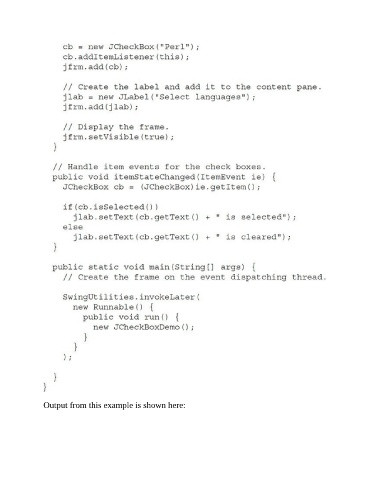 cb = new JCheckBox("Perl");
cb.addItemListener(this);
jfrm.add(cb);
// Create the label and add it to the content pane.
jlab = new JLabel("Select languages");
jfrm.add(jlab);
// Display the frame.
jfrm.setVisible(true);
}
// Handle item events for the check boxes.
public void itemStateChanged(ItemEvent ie) {
JCheckBox cb = (JCheckBox)ie.getItem();
if(cb.isSelected())
jlab.setText(cb.getText() + " is selected");
else
jlab.setText(cb.getText() + " is cleared");
}
public static void main(String[] args) {
// Create the frame on the event dispatching thread.
SwingUtilities.invokeLater(
new Runnable() {
public void run() {
new JCheckBoxDemo();
}
}
);
}
}
Output from this example is shown here: